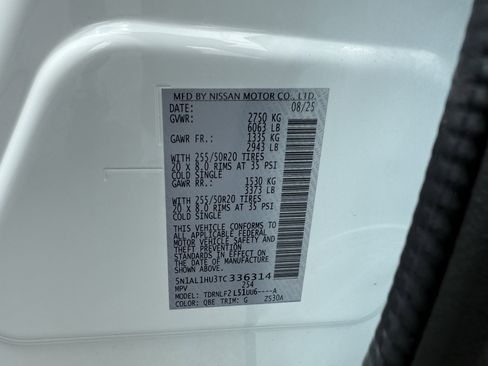 MFD BY NISSAN MOTOR CO., LTD.
DATE: 08/25
GVWR: 2750 KG
6063 LB
GAWR FR.: 1335 KG
2943 LB
WITH 255/50R20 TIRES
20 X 8.0 RIMS AT 35 PSI
COLD SINGLE
GAWR RR.: 1530 KG
3373 LB
WITH 255/50R20 TIRES
20 X 8.0 RIMS AT 35 PSI
COLD SINGLE
THIS VEHICLE CONFORMS TO
ALL APPLICABLE FEDERAL
MOTOR VEHICLE SAFETY AND
THEFT PREVENTION
STANDARDS IN EFFECT ON
THE DATE OF MANUFACTURE
SHOWN ABOVE
5N1AL1HU3TC336314
MPV 254
MODEL: TDRNLF2 L51UU6----A
COLOR: QBE TRIM: G 2530A